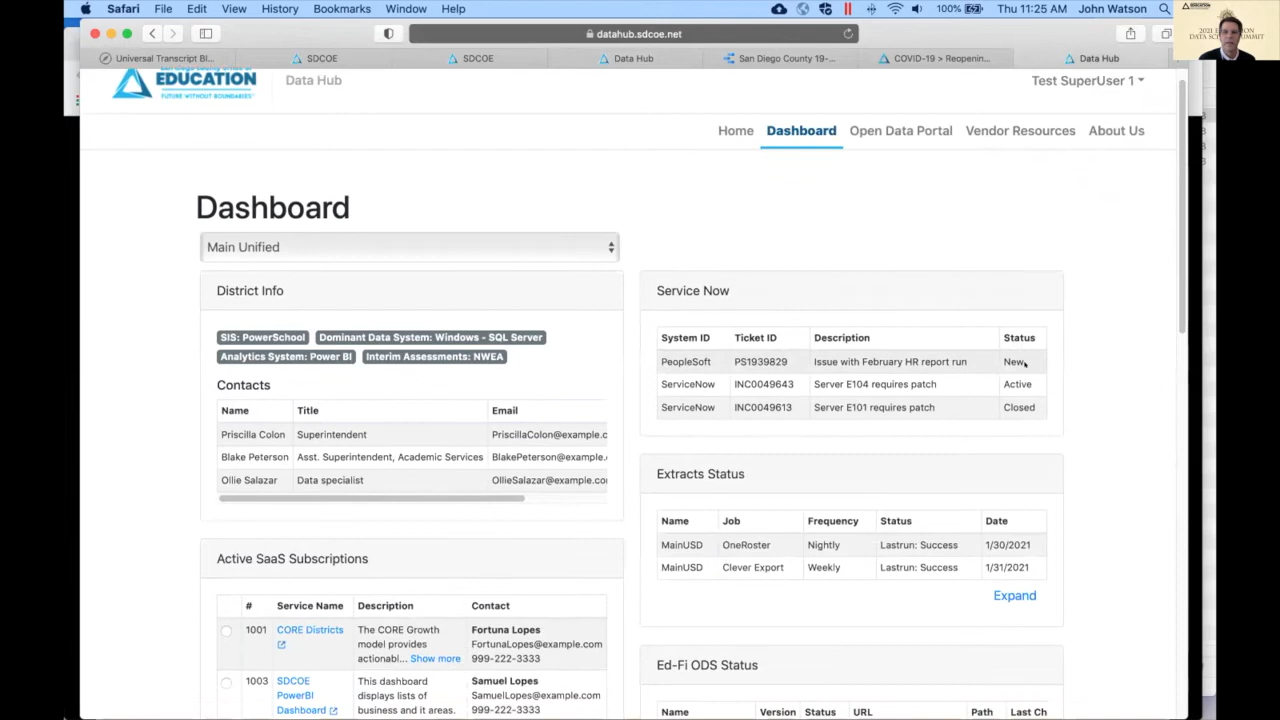 Safari File Edit View History Bookmarks Window Help 100% Thu 11:25 AM John Watson
datahub.sdcoe.net
Universal Transcript Bl... SDCOE SDCOE Data Hub San Diego County 19-... COVID-19 > Reopenin... Data Hub
EDUCATION Data Hub Test SuperUser 1
FUTURE WITHOUT BOUNDARIES
Home Dashboard Open Data Portal Vendor Resources About Us
Dashboard
Main Unified
District Info
SIS: PowerSchool Dominant Data System: Windows - SQL Server
Analytics System: Power BI Interim Assessments: NWEA
Contacts
Name Title Email
Priscilla Colon Superintendent PriscillaColon@example.c
Blake Peterson Asst. Superintendent, Academic Services BlakePeterson@example.
Ollie Salazar Data specialist OllieSalazar@example.co
Active SaaS Subscriptions
# Service Name Description Contact
1001 CORE Districts The CORE Growth Fortuna Lopes
model provides FortunaLopes@example.com
actionabl... Show more 999-222-3333
1003 SDCOE This dashboard Samuel Lopes
PowerBI displays lists of SamuelLopes@example.com
Dashboard business and it areas. 999-222-3333
Service Now
System ID Ticket ID Description Status
PeopleSoft PS1939829 Issue with February HR report run New
ServiceNow INC0049643 Server E104 requires patch Active
ServiceNow INC0049613 Server E101 requires patch Closed
Extracts Status
Name Job Frequency Status Date
MainUSD OneRoster Nightly Lastrun: Success 1/30/2021
MainUSD Clever Export Weekly Lastrun: Success 1/31/2021
Expand
Ed-Fi ODS Status
Name Version Status URL Path Last Ch